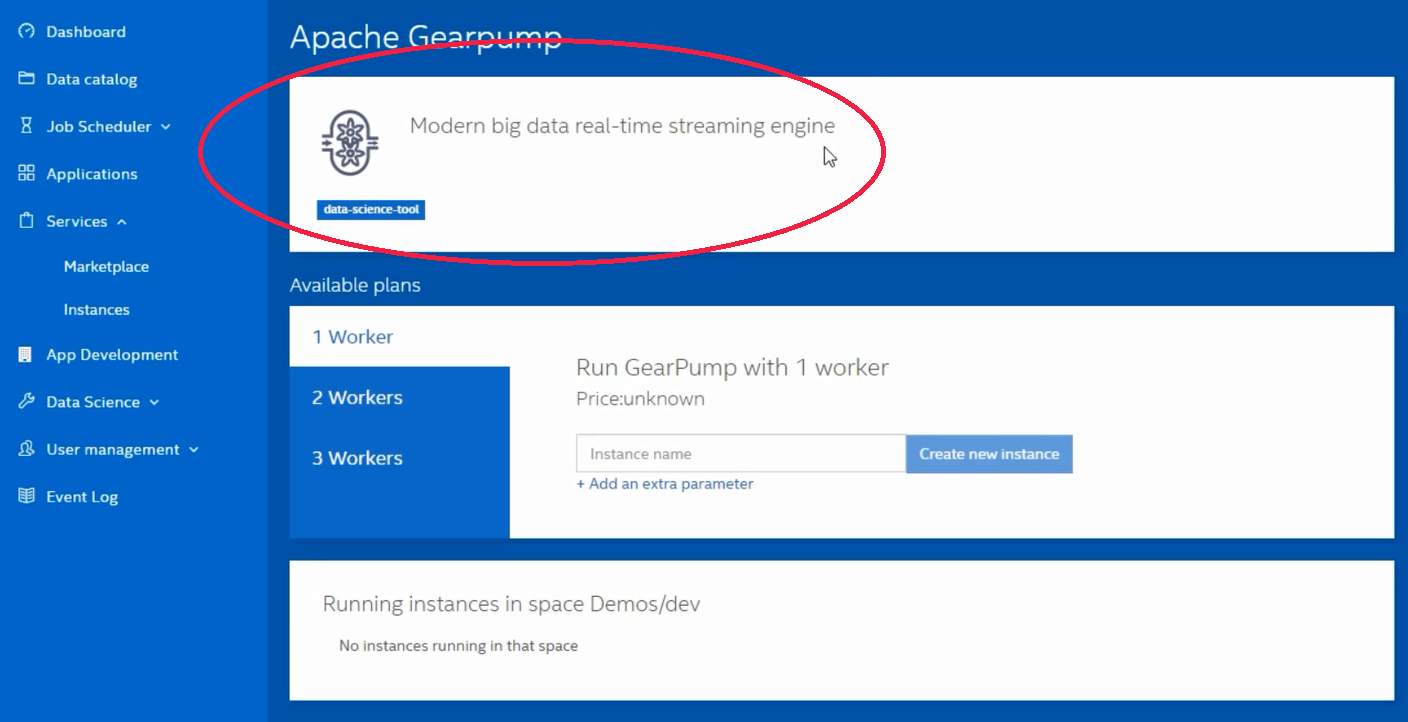 Dashboard
Data catalog
Job Scheduler
Applications
Services
Marketplace
Instances
App Development
Data Science
User management
Event Log
Apache Gearpump
Modern big data real-time streaming engine
data-science-tool
Available plans
1 Worker
2 Workers
3 Workers
Run GearPump with 1 worker
Price:unknown
Instance name
Create new instance
+ Add an extra parameter
Running instances in space Demos/dev
No instances running in that space